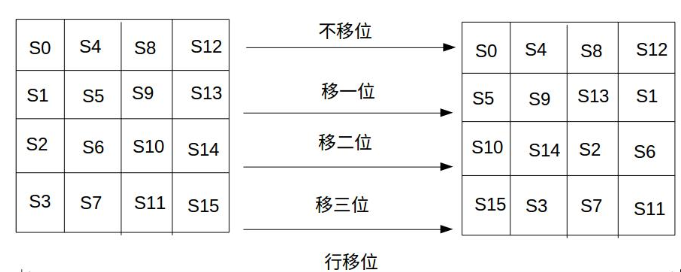 S0 S4 S8 S12 不移位 S0 S4 S8 S12
S1 S5 S9 S13 移一位 S5 S9 S13 S1
S2 S6 S10 S14 移二位 S10 S14 S2 S6
S3 S7 S11 S15 移三位 S15 S3 S7 S11
行移位